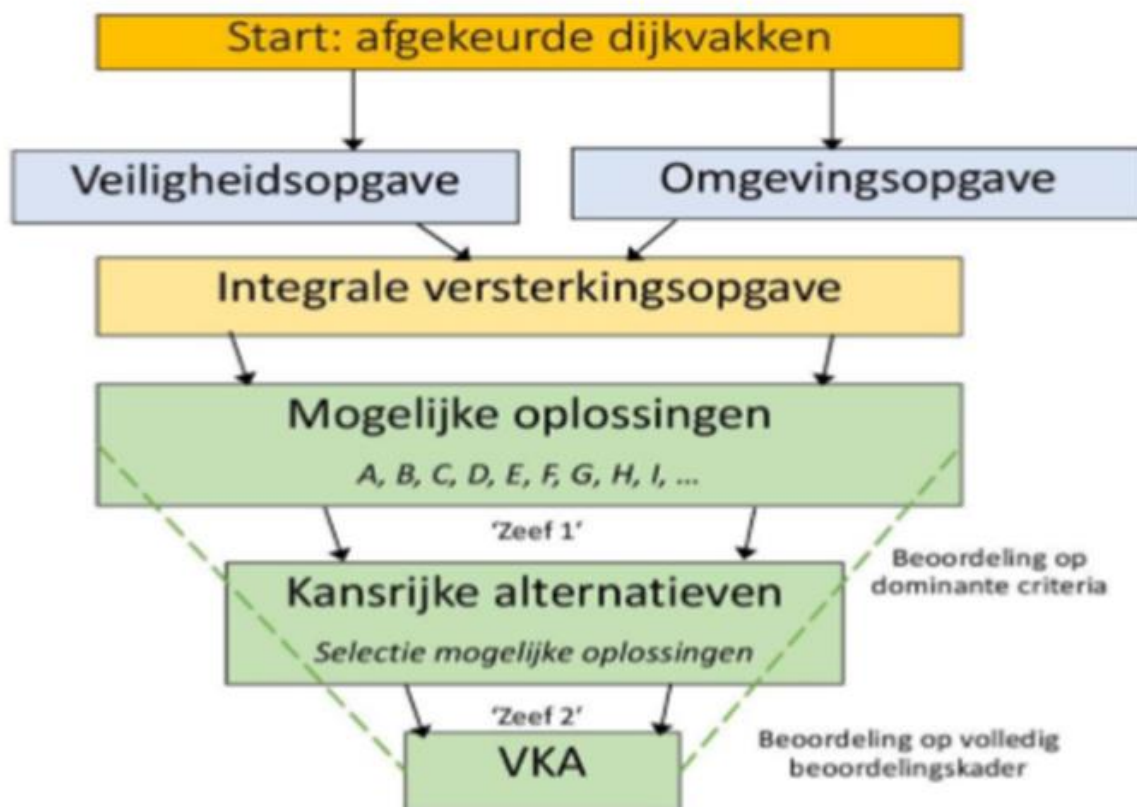 Start: afgekeurde dijkvakken
Veiligheidsopgave
Omgevingsopgave
Integrale versterkingsopgave
Mogelijke oplossingen
A, B, C, D, E, F, G, H, I, ...
‘Zeef 1’
Beoordeling op
dominante criteria
Kansrijke alternatieven
Selectie mogelijke oplossingen
‘Zeef 2’
Beoordeling op volledig
beoordelingskader
VKA